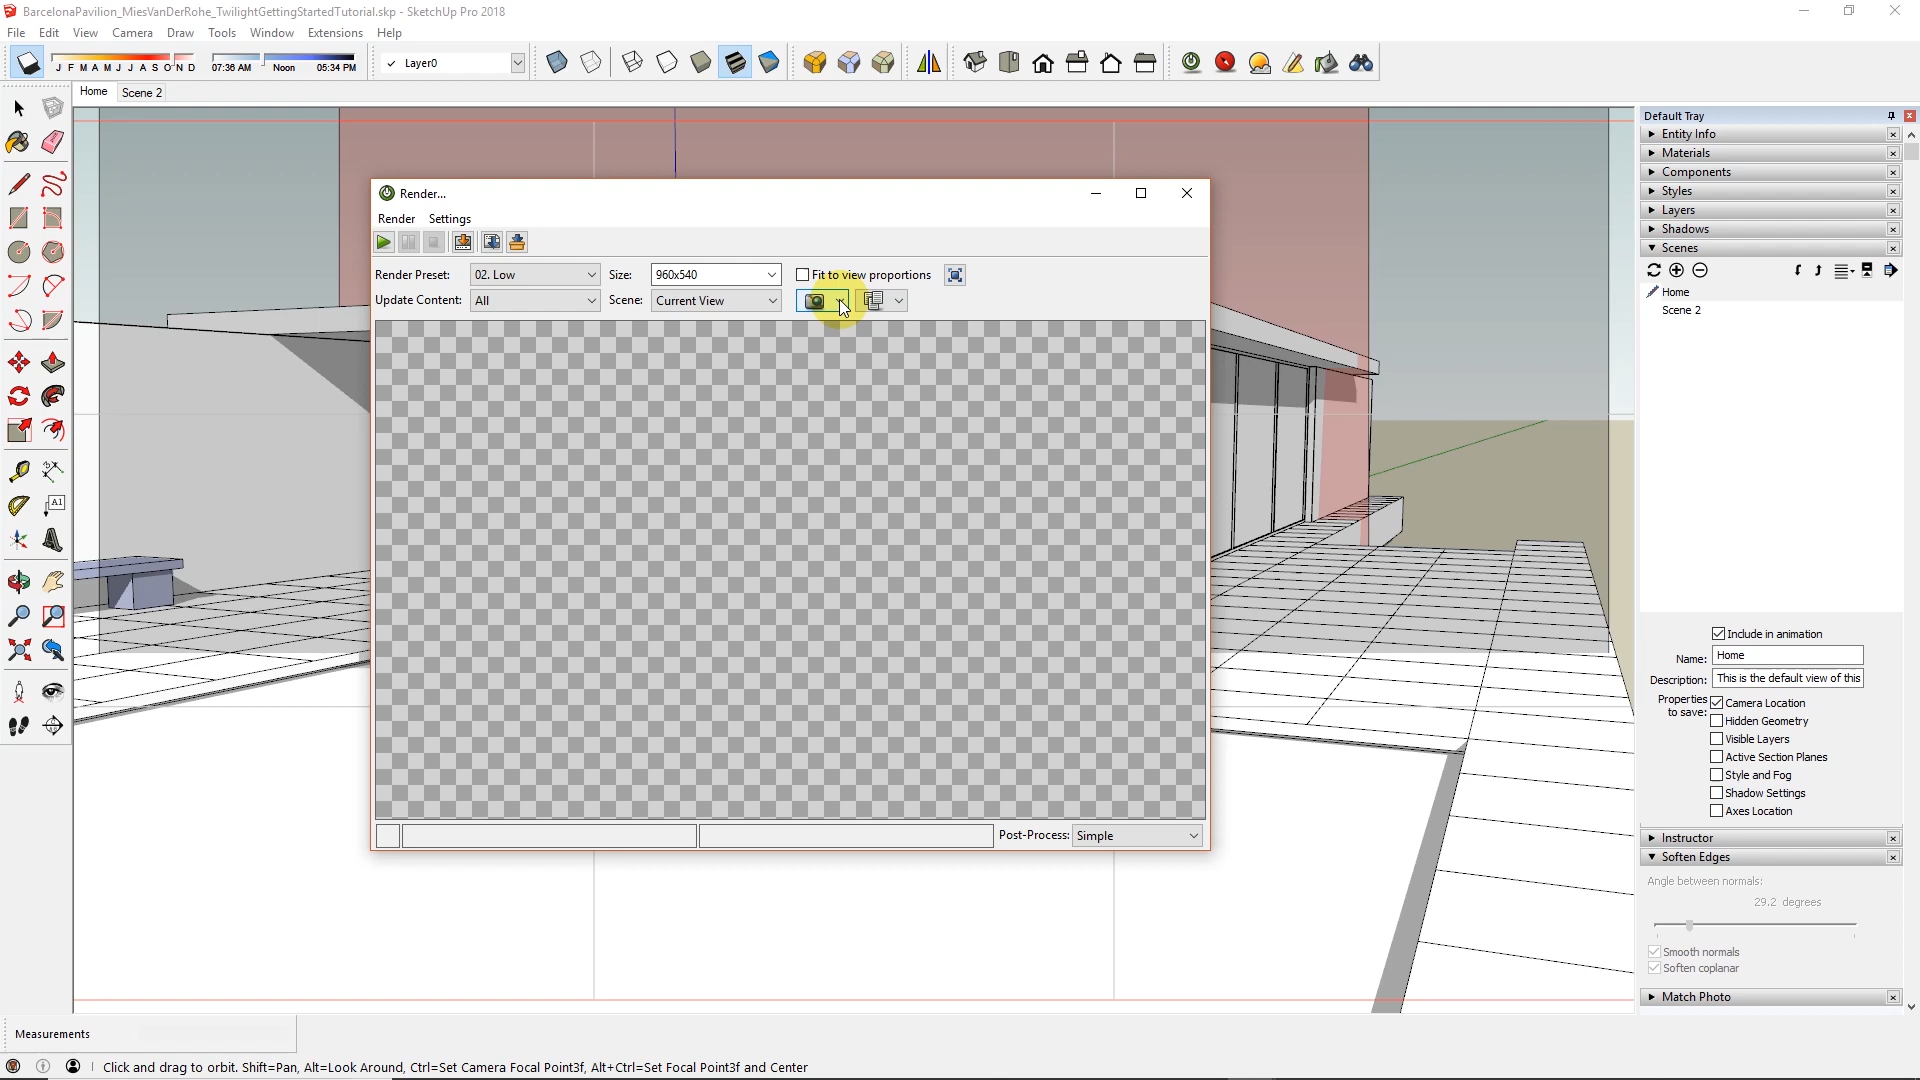 BarcelonaPavilion_MiesVanDerRohe_TwilightGettingStartedTutorial.skp - SketchUp Pro 2018
File Edit View Camera Draw Tools Window Extensions Help
J F M A M J J A S O N D 07:36 AM Noon 05:34 PM Layer0
Home Scene 2
Default Tray
Entity Info
Materials
Components
Styles
Layers
Shadows
Scenes
Home
Scene 2
Include in animation
Name: Home
Description: This is the default view of this
Properties to save:
Camera Location
Hidden Geometry
Visible Layers
Active Section Planes
Style and Fog
Shadow Settings
Axes Location
Instructor
Soften Edges
Angle between normals:
29.2 degrees
Smooth normals
Soften coplanar
Match Photo
Render...
Render Settings
Render Preset: 02. Low Size: 960x540 Fit to view proportions
Update Content: All Scene: Current View
Post-Process: Simple
A1
Measurements
Click and drag to orbit. Shift=Pan, Alt=Look Around, Ctrl=Set Camera Focal Point3f, Alt+Ctrl=Set Focal Point3f and Center